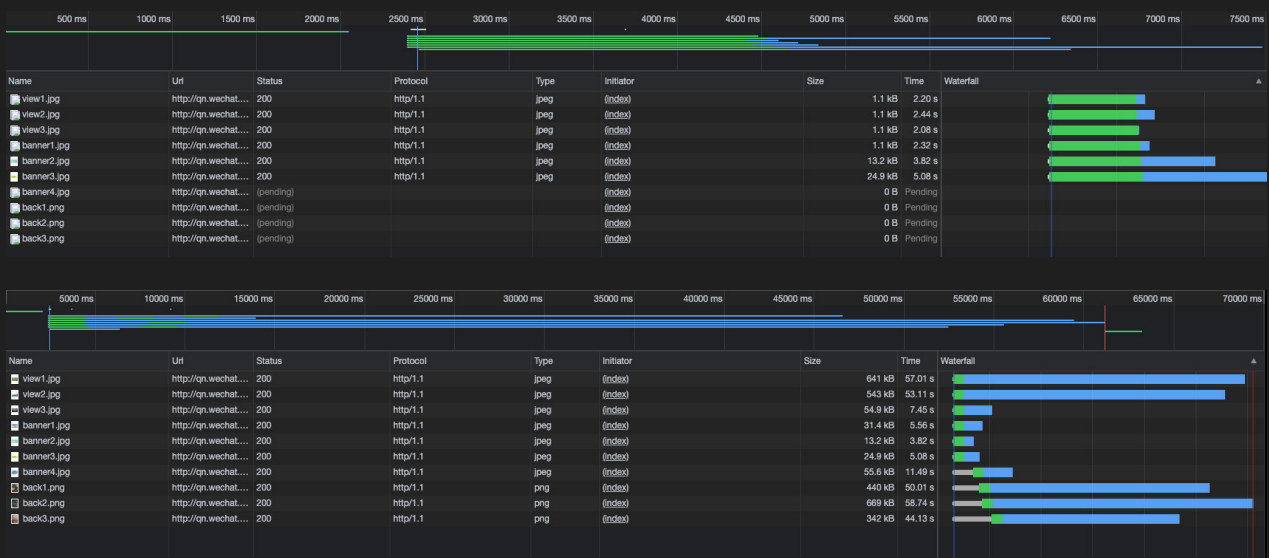 500 ms 1000 ms 1500 ms 2000 ms 2500 ms 3000 ms 3500 ms 4000 ms 4500 ms 5000 ms 5500 ms 6000 ms 6500 ms 7000 ms 7500 ms
Name Url Status Protocol Type Initiator Size Time Waterfall
view1.jpg http://qn.wechat.... 200 http/1.1 jpeg (index) 1.1 kB 2.20 s
view2.jpg http://qn.wechat.... 200 http/1.1 jpeg (index) 1.1 kB 2.44 s
view3.jpg http://qn.wechat.... 200 http/1.1 jpeg (index) 1.1 kB 2.08 s
banner1.jpg http://qn.wechat.... 200 http/1.1 jpeg (index) 1.1 kB 2.32 s
banner2.jpg http://qn.wechat.... 200 http/1.1 jpeg (index) 13.2 kB 3.82 s
banner3.jpg http://qn.wechat.... 200 http/1.1 jpeg (index) 24.9 kB 5.08 s
banner4.jpg http://qn.wechat.... (pending) (index) 0 B Pending
back1.png http://qn.wechat.... (pending) (index) 0 B Pending
back2.png http://qn.wechat.... (pending) (index) 0 B Pending
back3.png http://qn.wechat.... (pending) (index) 0 B Pending
5000 ms 10000 ms 15000 ms 20000 ms 25000 ms 30000 ms 35000 ms 40000 ms 45000 ms 50000 ms 55000 ms 60000 ms 65000 ms 70000 ms
Name Url Status Protocol Type Initiator Size Time Waterfall
view1.jpg http://qn.wechat.... 200 http/1.1 jpeg (index) 641 kB 57.01 s
view2.jpg http://qn.wechat.... 200 http/1.1 jpeg (index) 543 kB 53.11 s
view3.jpg http://qn.wechat.... 200 http/1.1 jpeg (index) 54.9 kB 7.45 s
banner1.jpg http://qn.wechat.... 200 http/1.1 jpeg (index) 31.4 kB 5.56 s
banner2.jpg http://qn.wechat.... 200 http/1.1 jpeg (index) 13.2 kB 3.82 s
banner3.jpg http://qn.wechat.... 200 http/1.1 jpeg (index) 24.9 kB 5.08 s
banner4.jpg http://qn.wechat.... 200 http/1.1 jpeg (index) 55.6 kB 11.49 s
back1.png http://qn.wechat.... 200 http/1.1 png (index) 440 kB 50.01 s
back2.png http://qn.wechat.... 200 http/1.1 png (index) 669 kB 58.74 s
back3.png http://qn.wechat.... 200 http/1.1 png (index) 342 kB 44.13 s